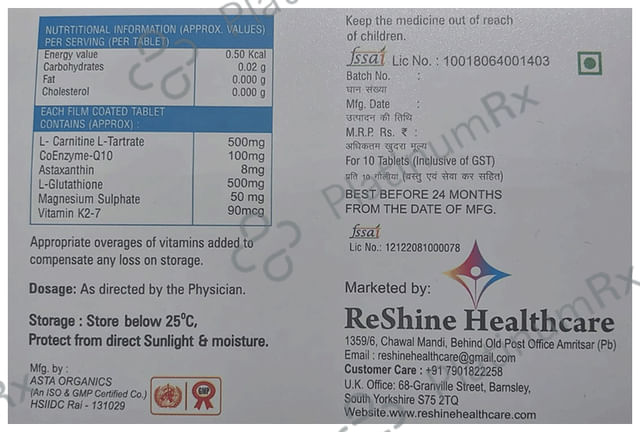 NUTRITIONAL INFORMATION (APPROX. VALUES)
PER SERVING (PER TABLET)
Energy value 0.50 Kcal
Carbohydrates 0.02 g
Fat 0.000 g
Cholesterol 0.000 g
EACH FILM COATED TABLET
CONTAINS (APPROX) :
L- Carnitine L-Tartrate 500mg
CoEnzyme-Q10 100mg
Astaxanthin 8mg
L-Glutathione 500mg
Magnesium Sulphate 50 mg
Vitamin K2-7 90mcg
Appropriate overages of vitamins added to
compensate any loss on storage.
Dosage: As directed by the Physician.
Storage : Store below 25⁰C,
Protect from direct Sunlight & moisture.
Mfg. by :
ASTA ORGANICS
(An ISO & GMP Certified Co.)
HSIIDC Rai - 131029
GMP
Keep the medicine out of reach
of children.
fssai Lic No. : 10018064001403
Batch No. :
घान संख्या
Mfg. Date :
उत्पादन की तिथि
M.R.P. Rs. ₹ :
अधिकतम खुदरा मूल्य
For 10 Tablets (Inclusive of GST)
प्रति 10 गोलीया (वस्तु एवं सेवा कर सहित)
BEST BEFORE 24 MONTHS
FROM THE DATE OF MFG.
fssai
Lic No.: 12122081000078
Marketed by:
ReShine Healthcare
1359/6, Chawal Mandi, Behind Old Post Office Amritsar (Pb)
Email : reshinehealthcare@gmail.com
Customer Care : +91 7901822258
U.K. Office: 68-Granville Street, Barnsley,
South Yorkshire S75 2TQ
Website.www.reshinehealthcare.com
PlatinumRx